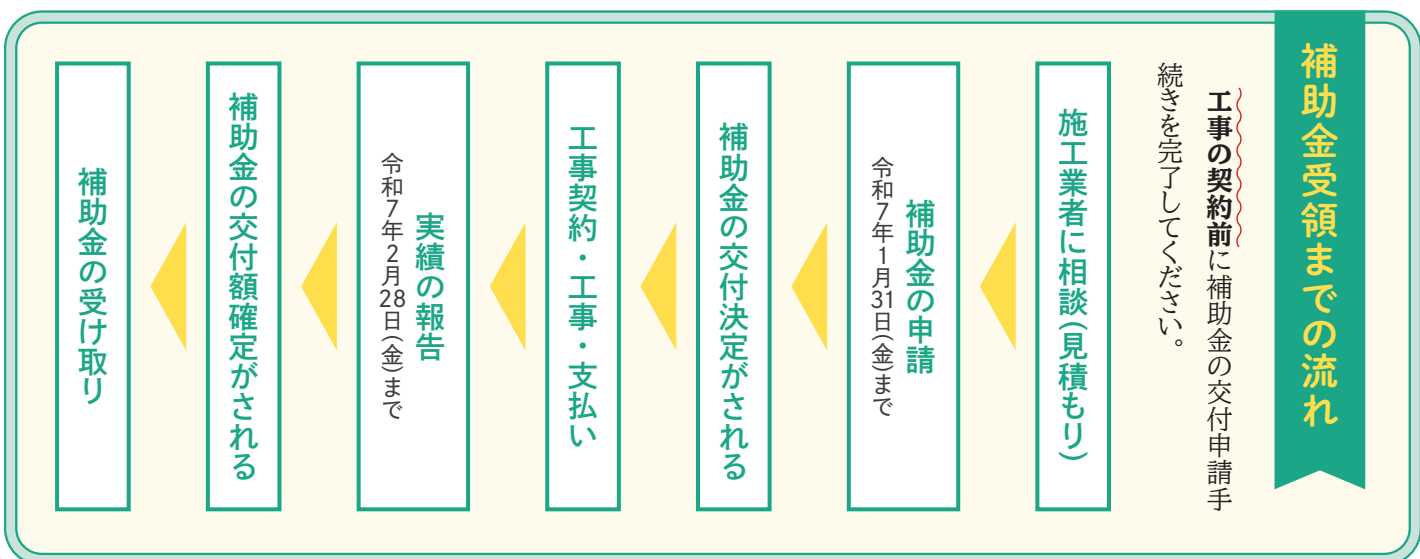 補助金受領までの流れ
工事の契約前に補助金の交付申請手
続きを完了してください。
施工業者に相談(見積もり)
補助金の申請
令和7年1月31日(金)まで
補助金の交付決定がされる
工事契約・工事・支払い
実績の報告
令和7年2月28日(金)まで
補助金の交付額確定がされる
補助金の受け取り